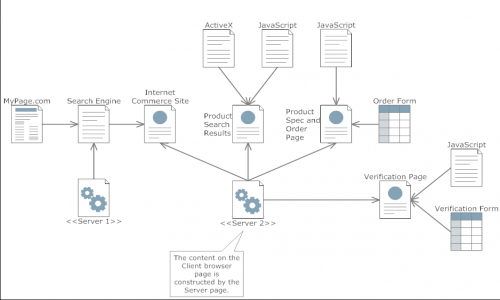 ActiveX
JavaScript
JavaScript
MyPage.com
Search Engine
Internet
Commerce Site
Product
Search
Results
Product
Spec and
Order
Page
Order Form
JavaScript
Verification Page
Verification Form
<<Server 1>>
<<Server 2>>
The content on the
Client browser
page is
constructed by the
Server page.